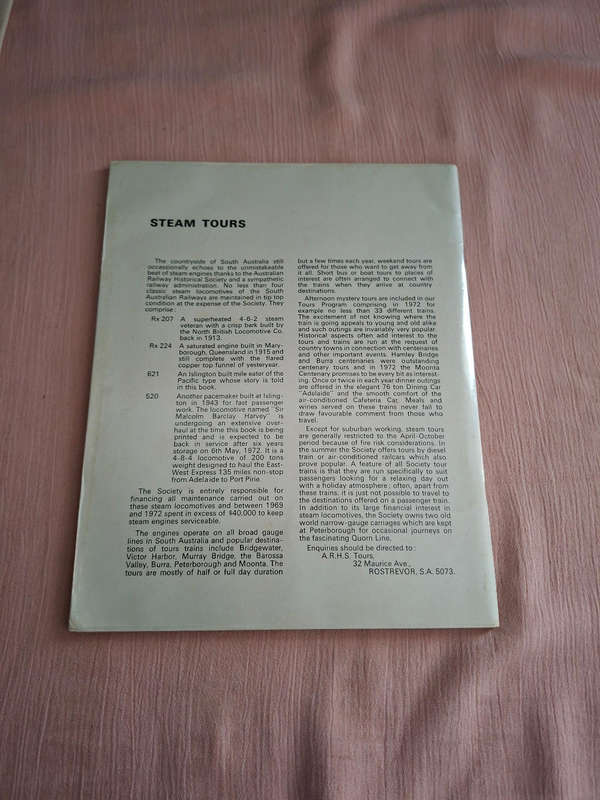 STEAM TOURS
The countryside of South Australia still
occasionally echoes to the unmistakeable
beat of steam engines thanks to the Australian
Railway Historical Society and a sympathetic
railway administration. No less than four
classic steam locomotives of the South
Australian Railways are maintained in tip top
condition at the expense of the Society. They
comprise:
Rx 207 A superheated 4-6-2 steam
veteran with a crisp bark built by
the North British Locomotive Co.
back in 1913.
Rx 224 A saturated engine built in Mary-
borough, Queensland in 1915 and
still complete with the flared
copper top funnel of yesteryear.
621 An Islington built mile eater of the
Pacific type whose story is told
in this book.
520 Another pacemaker built at Isling-
ton in 1943 for fast passenger
work. The locomotive named "Sir
Malcolm Barclay Harvey" is
undergoing an extensive over-
haul at the time this book is being
printed and is expected to be
back in service after six years
storage on 6th May, 1972. It is a
4-8-4 locomotive of 200 tons
weight designed to haul the East-
West Express 135 miles non-stop
from Adelaide to Port Pirie.
The Society is entirely responsible for
financing all maintenance carried out on
these steam locomotives and between 1969
and 1972 spent in excess of $40,000 to keep
steam engines serviceable.
The engines operate on all broad gauge
lines in South Australia and popular destina-
tions of tours trains include Bridgewater,
Victor Harbor, Murray Bridge, the Barossa
Valley, Burra, Peterborough and Moonta. The
tours are mostly of half or full day duration
but a few times each year, weekend tours are
offered for those who want to get away from
it all. Short bus or boat tours to places of
interest are often arranged to connect with
the trains when they arrive at country
destinations.
Afternoon mystery tours are included in our
Tours Program comprising in 1972 for
example no less than 33 different trains.
The excitement of not knowing where the
train is going appeals to young and old alike
and such outings are invariably very popular.
Historical aspects often add interest to the
tours and trains are run at the request of
country towns in connection with centenaries
and other important events. Hamley Bridge
and Burra centenaries were outstanding
centenary tours and in 1972 the Moonta
Centenary promises to be every bit as interest-
ing. Once or twice in each year dinner outings
are offered in the elegant 76 ton Dining Car
"Adelaide" and the smooth comfort of the
air-conditioned Cafeteria Car. Meals and
wines served on these trains never fail to
draw favourable comment from those who
travel.
Except for suburban working, steam tours
are generally restricted to the April-October
period because of fire risk considerations. In
the summer the Society offers tours by diesel
train or air-conditioned railcars which also
prove popular. A feature of all Society tour
trains is that they are run specifically to suit
passengers looking for a relaxing day out
with a holiday atmosphere; often, apart from
these trains, it is just not possible to travel to
the destinations offered on a passenger train.
In addition to its large financial interest in
steam locomotives, the Society owns two old
world narrow-gauge carriages which are kept
at Peterborough for occasional journeys on
the fascinating Quorn Line.
Enquiries should be directed to:
A.R.H.S. Tours,
32 Maurice Ave.,
ROSTREVOR, S.A. 5073.